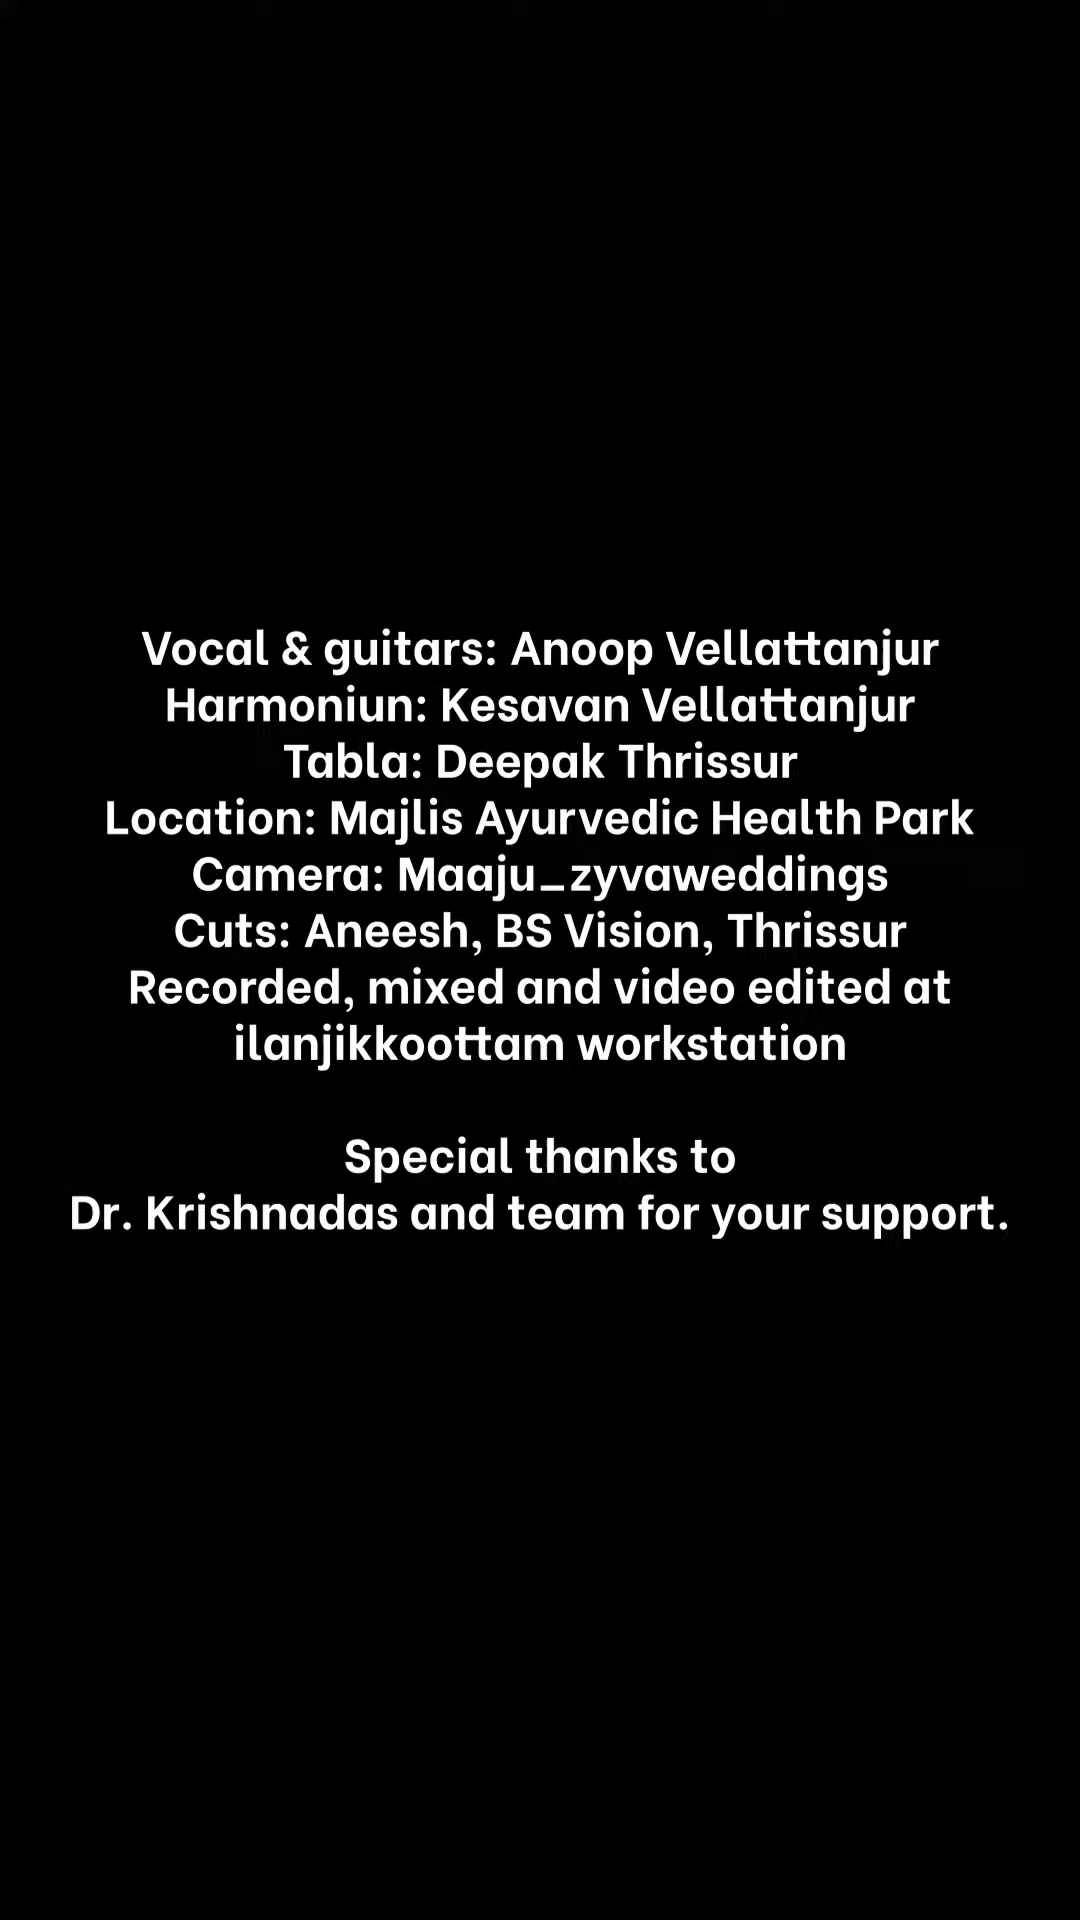 Vocal & guitars: Anoop Vellattanjur
Harmoniun: Kesavan Vellattanjur
Tabla: Deepak Thrissur
Location: Majlis Ayurvedic Health Park
Camera: Maaju_zyvaweddings
Cuts: Aneesh, BS Vision, Thrissur
Recorded, mixed and video edited at
ilanjikkoottam workstation
Special thanks to
Dr. Krishnadas and team for your support.